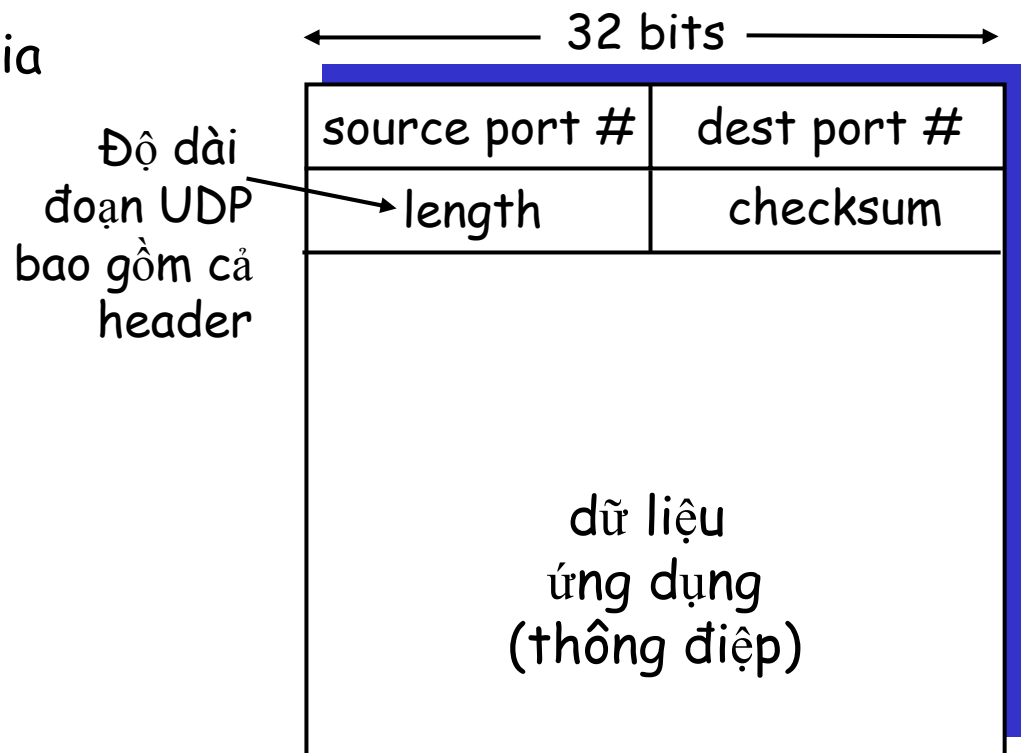 32 bits
ia
source port # dest port #
Độ dài
đoạn UDP
bao gồm cả
header
length checksum
dữ liệu
ứng dụng
(thông điệp)